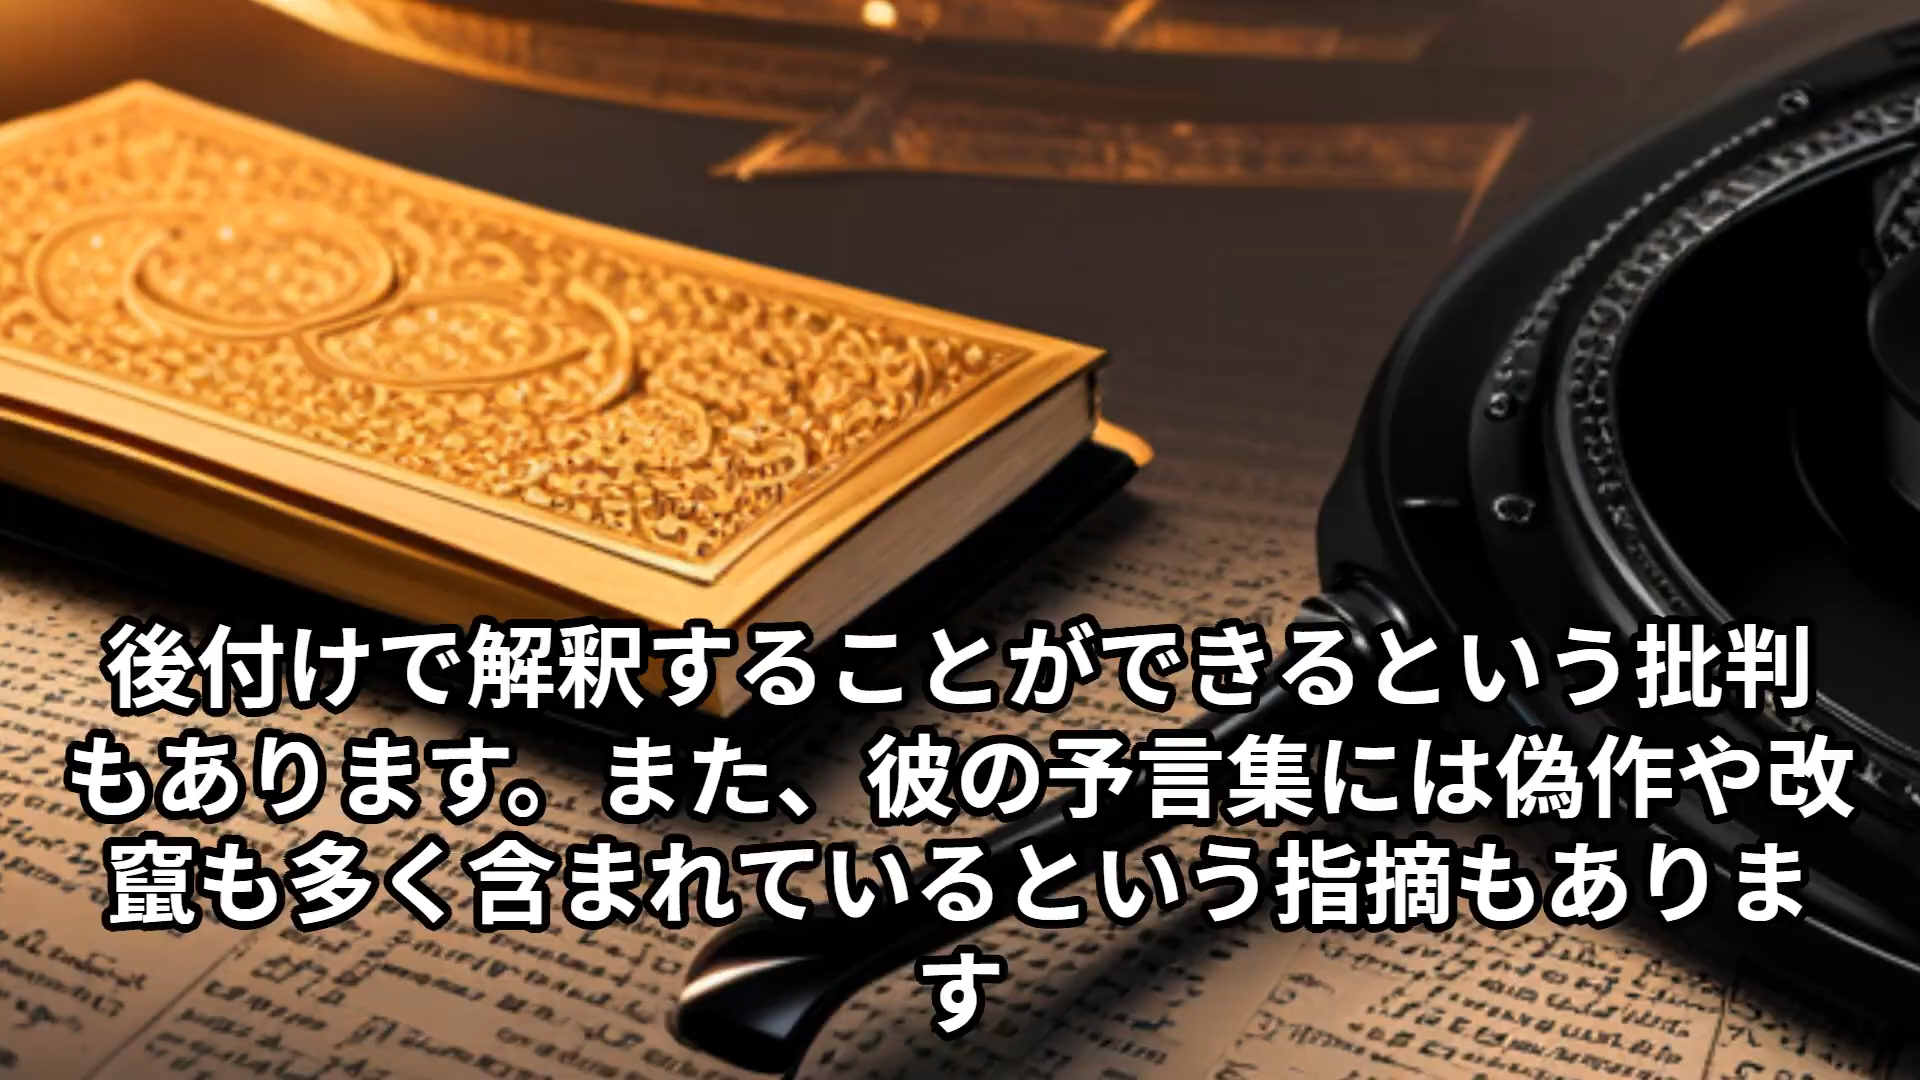 後付けで解釈することができるという批判
もあります。また、彼の予言集には偽作や改
竄も多く含まれているという指摘もありま
す